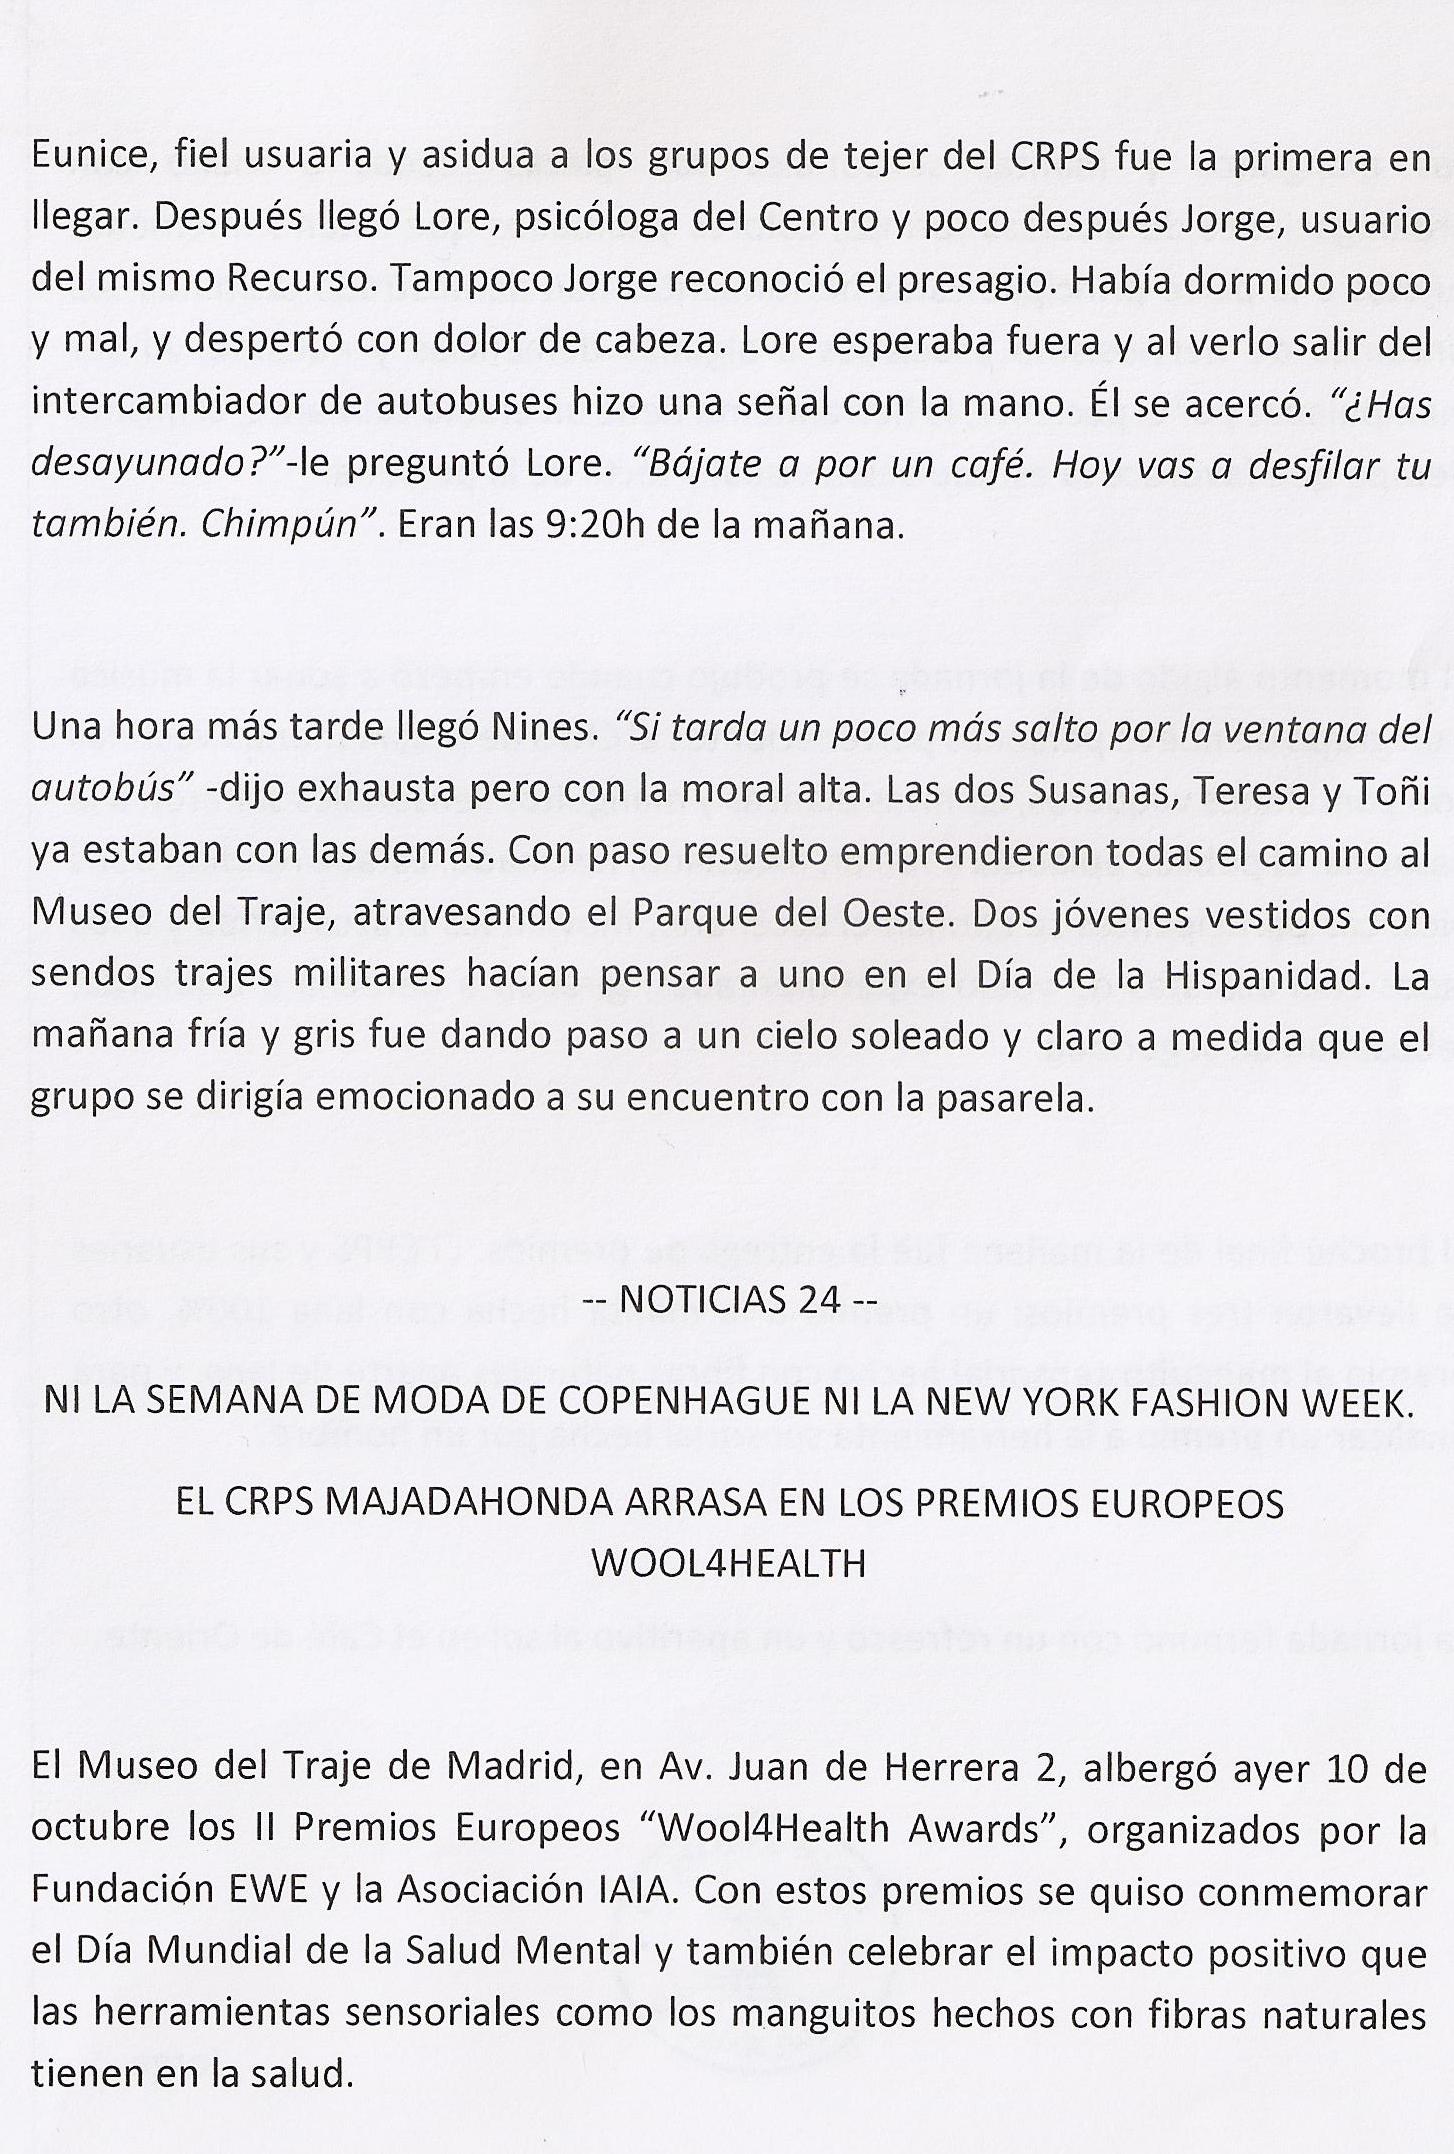 Eunice, fiel usuaria y asidua a los grupos de tejer del CRPS fue la primera en
llegar. Después llegó Lore, psicóloga del Centro y poco después Jorge, usuario
del mismo Recurso. Tampoco Jorge reconoció el presagio. Había dormido poco
y mal, y despertó con dolor de cabeza. Lore esperaba fuera y al verlo salir del
intercambiador de autobuses hizo una señal con la mano. Él se acercó. “¿Has
desayunado?”-le preguntó Lore. “Bájate a por un café. Hoy vas a desfilar tu
también. Chimpún”. Eran las 9:20h de la mañana.
Una hora más tarde llegó Nines. “Si tarda un poco más salto por la ventana del
autobús” -dijo exhausta pero con la moral alta. Las dos Susanas, Teresa y Toñi
ya estaban con las demás. Con paso resuelto emprendieron todas el camino al
Museo del Traje, atravesando el Parque del Oeste. Dos jóvenes vestidos con
sendos trajes militares hacían pensar a uno en el Día de la Hispanidad. La
mañana fría y gris fue dando paso a un cielo soleado y claro a medida que el
grupo se dirigía emocionado a su encuentro con la pasarela.
-- NOTICIAS 24 --
NI LA SEMANA DE MODA DE COPENHAGUE NI LA NEW YORK FASHION WEEK.
EL CRPS MAJADAHONDA ARRASA EN LOS PREMIOS EUROPEOS
WOOL4HEALTH
El Museo del Traje de Madrid, en Av. Juan de Herrera 2, albergó ayer 10 de
octubre los II Premios Europeos “Wool4Health Awards”, organizados por la
Fundación EWE y la Asociación IAIA. Con estos premios se quiso conmemorar
el Día Mundial de la Salud Mental y también celebrar el impacto positivo que
las herramientas sensoriales como los manguitos hechos con fibras naturales
tienen en la salud.